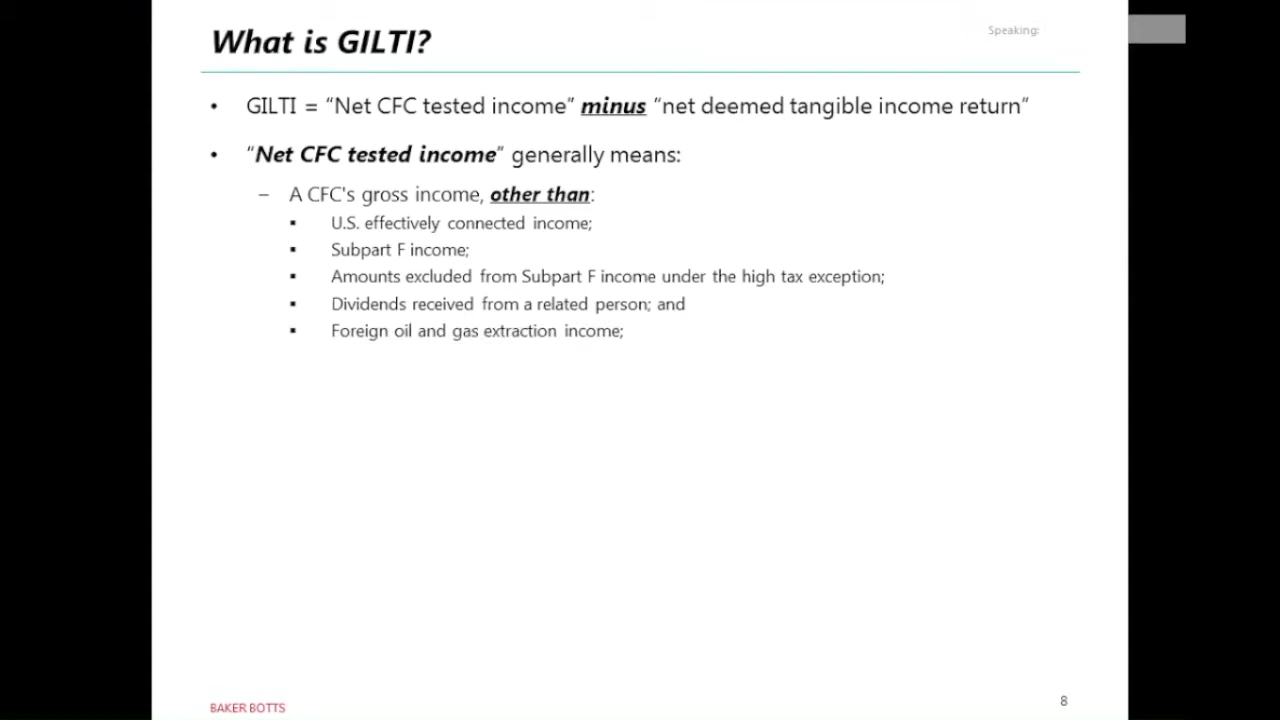 What is GILTI?
Speaking:
• GILTI = “Net CFC tested income” minus “net deemed tangible income return”
• “Net CFC tested income” generally means:
– A CFC's gross income, other than:
▪ U.S. effectively connected income;
▪ Subpart F income;
▪ Amounts excluded from Subpart F income under the high tax exception;
▪ Dividends received from a related person; and
▪ Foreign oil and gas extraction income;
BAKER BOTTS
8